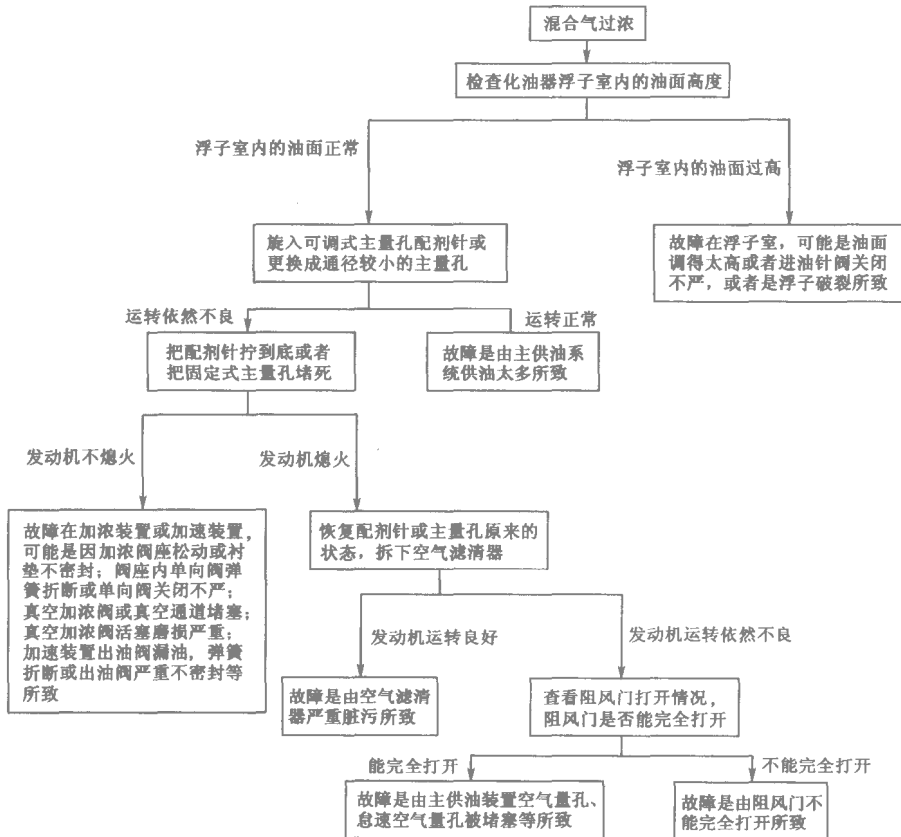 混合气过浓
检查化油器浮子室内的油面高度
浮子室内的油面正常
浮子室内的油面过高
旋入可调式主量孔配剂针或
更换成通径较小的主量孔
故障在浮子室，可能是油面
调得太高或者进油针阀关闭
不严，或者是浮子破裂所致
运转依然不良
运转正常
把配剂针拧到底或者
把固定式主量孔堵死
故障是由主供油系
统供油太多所致
发动机不熄火
发动机熄火
故障在加浓装置或加速装置，
可能是因加浓阀座松动或衬
垫不密封；阀座内单向阀弹
簧折断或单向阀关闭不严；
真空加浓阀或真空通道堵塞；
真空加浓阀活塞磨损严重；
加速装置出油阀漏油，弹簧
折断或出油阀严重不密封等
所致
恢复配剂针或主量孔原来的
状态，拆下空气滤清器
发动机运转良好
发动机运转依然不良
故障是由空气滤清
器严重脏污所致
查看阻风门打开情况，
阻风门是否能完全打开
能完全打开
不能完全打开
故障是由主供油装置空气量孔、
怠速空气量孔被堵塞等所致
故障是由阻风门不
能完全打开所致